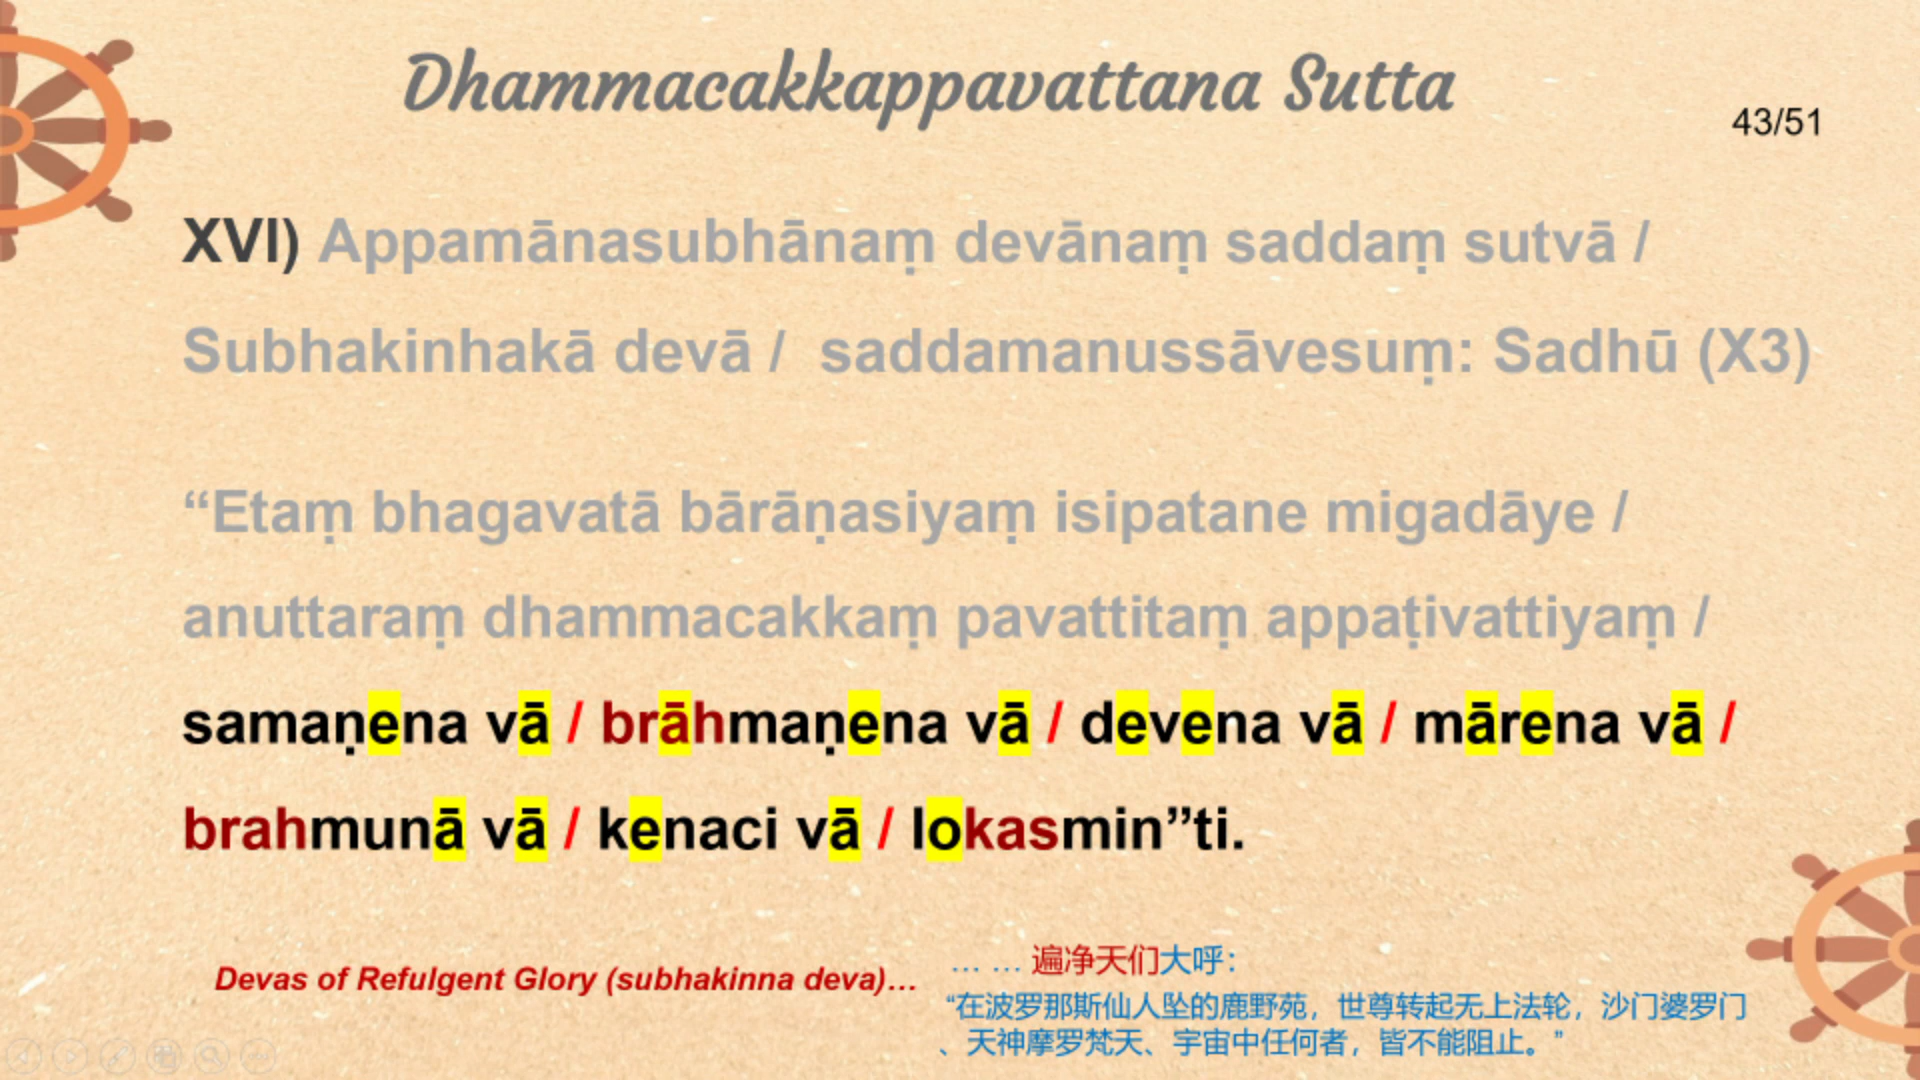 Dhammacakkappavattana Sutta
43/51
XVI) Appamānasubhānaṃ devānaṃ saddaṃ sutvā /
Subhakinhakā devā / saddamanussāvesuṃ: Sadhū (X3)
“Etaṃ bhagavatā bārāṇasiyaṃ isipatane migadāye /
anuttaraṃ dhammacakkaṃ pavattitaṃ appaṭivattiyaṃ /
samaṇena vā / brāhmaṇena vā / devena vā / mārena vā /
brahmunā vā / kenaci vā / lokasmin”ti.
Devas of Refulgent Glory (subhakinna deva)...
… … 遍净天们大呼：
“在波罗那斯仙人坠的鹿野苑，世尊转起无上法轮，沙门婆罗门
、天神摩罗梵天、宇宙中任何者，皆不能阻止。”